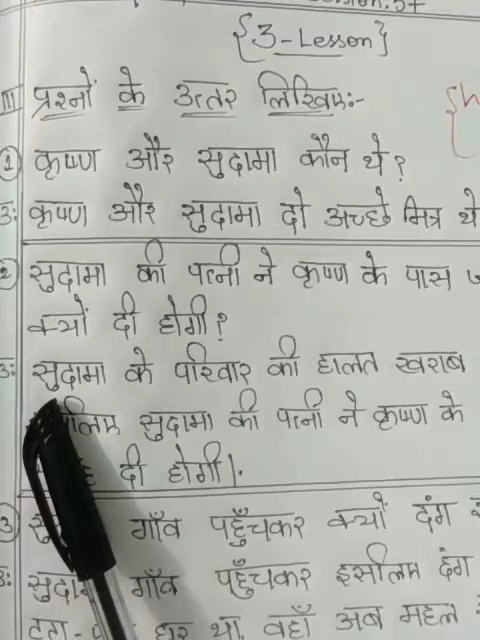 {3-Lesson}
III प्रश्नों के उत्तर लिखिए:-
① कृष्ण और सुदामा कौन थे?
उ: कृष्ण और सुदामा दो अच्छे मित्र थे
② सुदामा की पत्नी ने कृष्ण के पास
क्यों दी होगी?
उ: सुदामा के परिवार की हालत खराब
सुदामा की पत्नी ने कृष्ण के
दी होगी।
③ गाँव पहुँचकर क्यों दंग
उ: गाँव पहुँचकर इसीलिए दंग
घर था, वहाँ अब महल